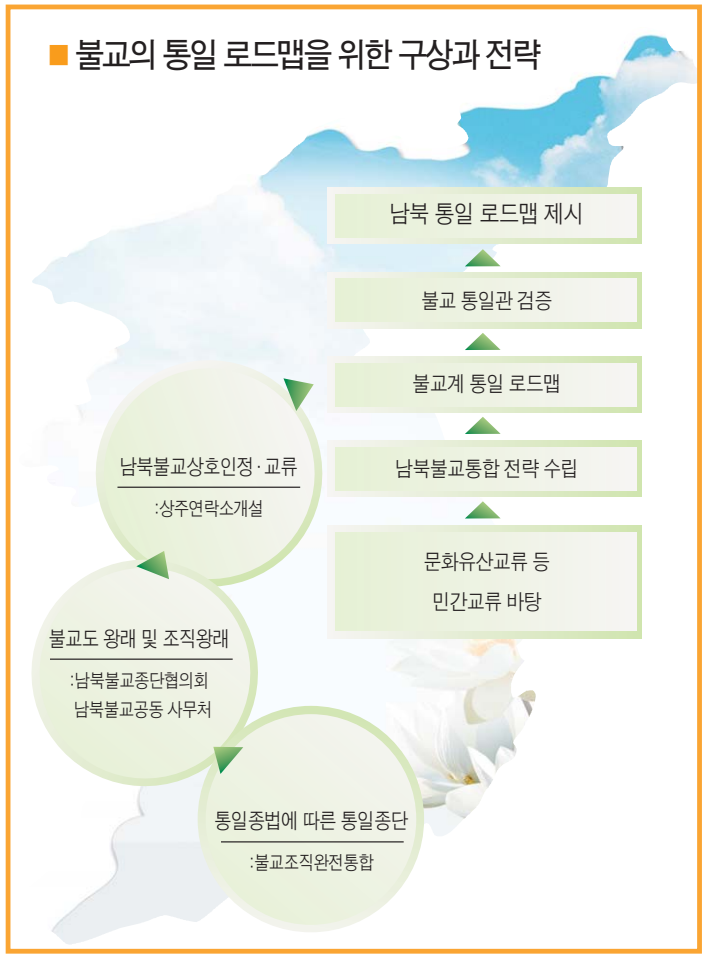 ■ 불교의 통일 로드맵을 위한 구상과 전략
남북 통일 로드맵 제시
불교 통일관 검증
불교계 통일 로드맵
남북불교통합 전략 수립
문화유산교류 등
민간교류 바탕
남북불교상호인정·교류
:상주연락소개설
불교도 왕래 및 조직왕래
:남북불교종단협의회
남북불교공동 사무처
통일종법에 따른 통일종단
:불교조직완전통합